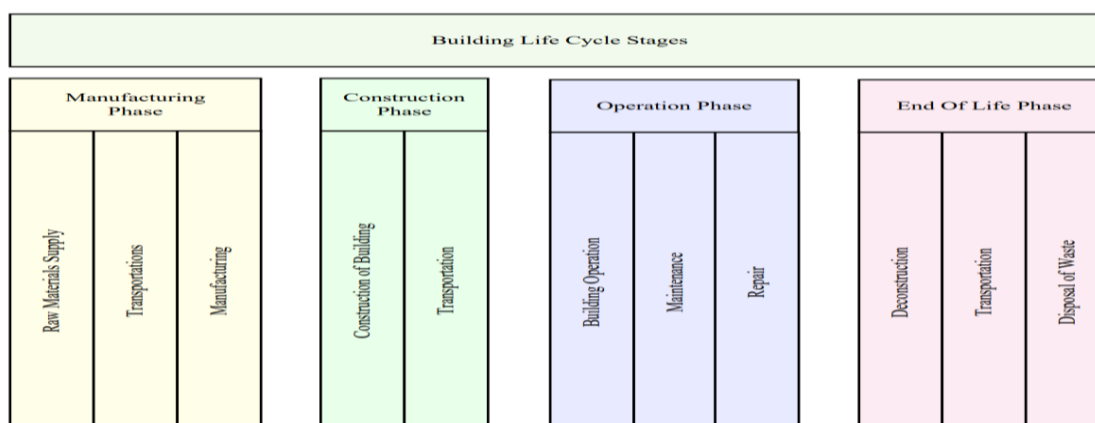 Building Life Cycle Stages
Manufacturing
Phase
Raw Materials Supply
Transportations
Manufacturing
Construction
Phase
Construction of Building
Transportation
Operation Phase
Building Operation
Maintenance
Repair
End Of Life Phase
Deconstruction
Transportation
Disposal of Waste